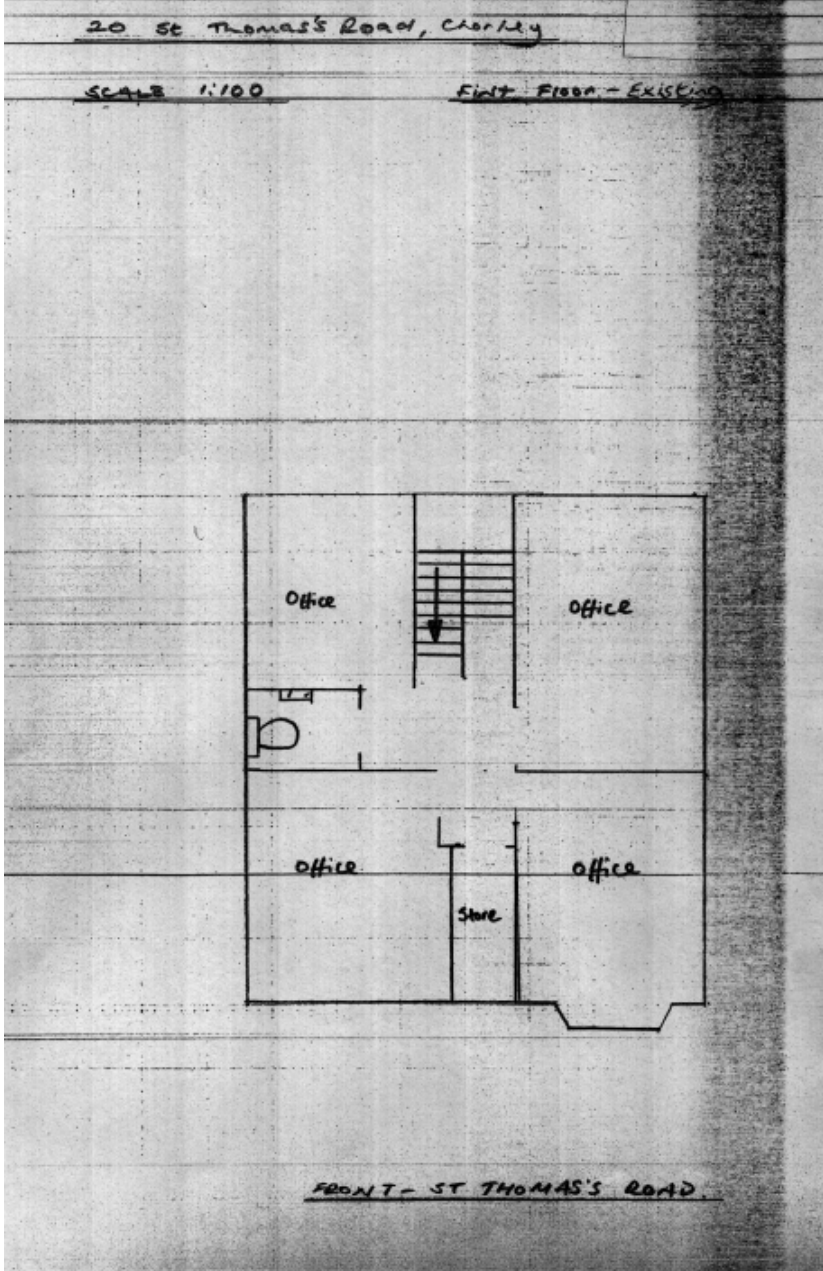 20 St Thomas's Road, Chorley
SCALE 1:100
First Floor - Existing
Office
Office
Office
Office
Store
FRONT - ST THOMAS'S ROAD.